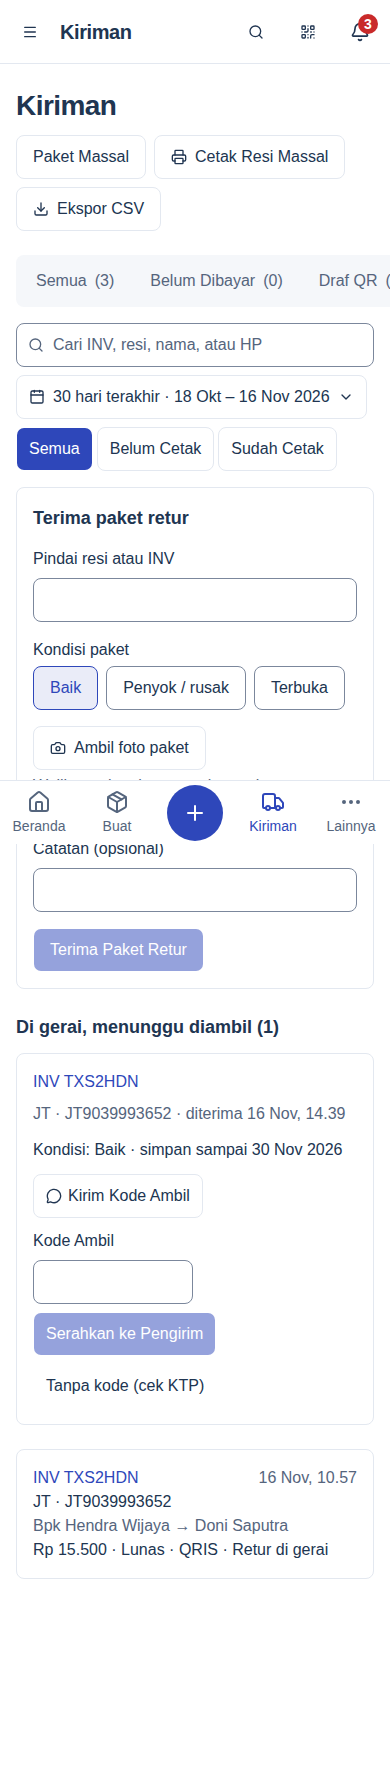 Kiriman
3
Kiriman
Paket Massal
Cetak Resi Massal
Ekspor CSV
Semua (3)
Belum Dibayar (0)
Draf QR (
Cari INV, resi, nama, atau HP
30 hari terakhir · 18 Okt – 16 Nov 2026
Semua
Belum Cetak
Sudah Cetak
Terima paket retur
Pindai resi atau INV
Kondisi paket
Baik
Penyok / rusak
Terbuka
Ambil foto paket
Beranda
Buat
Kiriman
Lainnya
Catatan (opsional)
Terima Paket Retur
Di gerai, menunggu diambil (1)
INV TXS2HDN
JT · JT9039993652 · diterima 16 Nov, 14.39
Kondisi: Baik · simpan sampai 30 Nov 2026
Kirim Kode Ambil
Kode Ambil
Serahkan ke Pengirim
Tanpa kode (cek KTP)
INV TXS2HDN
16 Nov, 10.57
JT · JT9039993652
Bpk Hendra Wijaya → Doni Saputra
Rp 15.500 · Lunas · QRIS · Retur di gerai